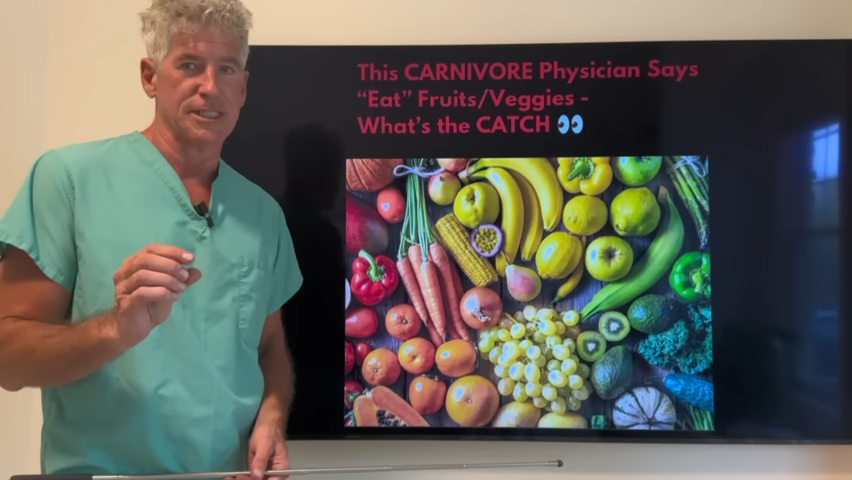 This CARNIVORE Physician Says
“Eat” Fruits/Veggies -
What’s the CATCH 👀